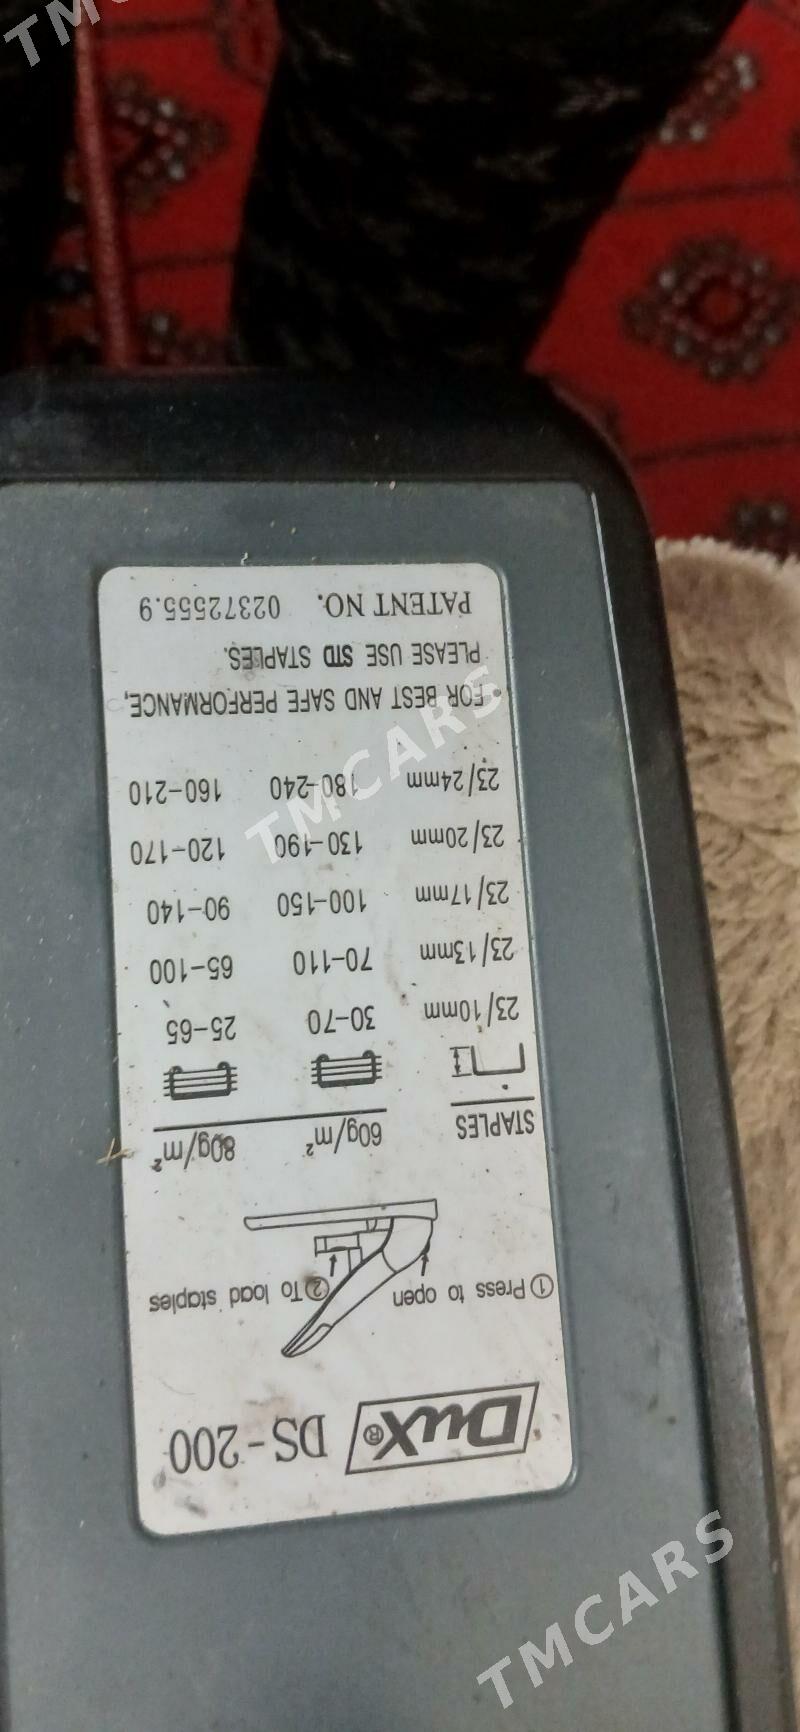 DWX® DS-200
① Press to open ② To load staples
STAPLES 60g/m² 80g/m²
23/10mm 30-70 25-65
23/13mm 70-110 65-100
23/17mm 100-150 90-140
23/20mm 130-190 120-170
23/24mm 180-240 160-210
• FOR BEST AND SAFE PERFORMANCE,
PLEASE USE STD STAPLES.
PATENT NO. 02372555.9
TMCARS
TMCARS
TMC